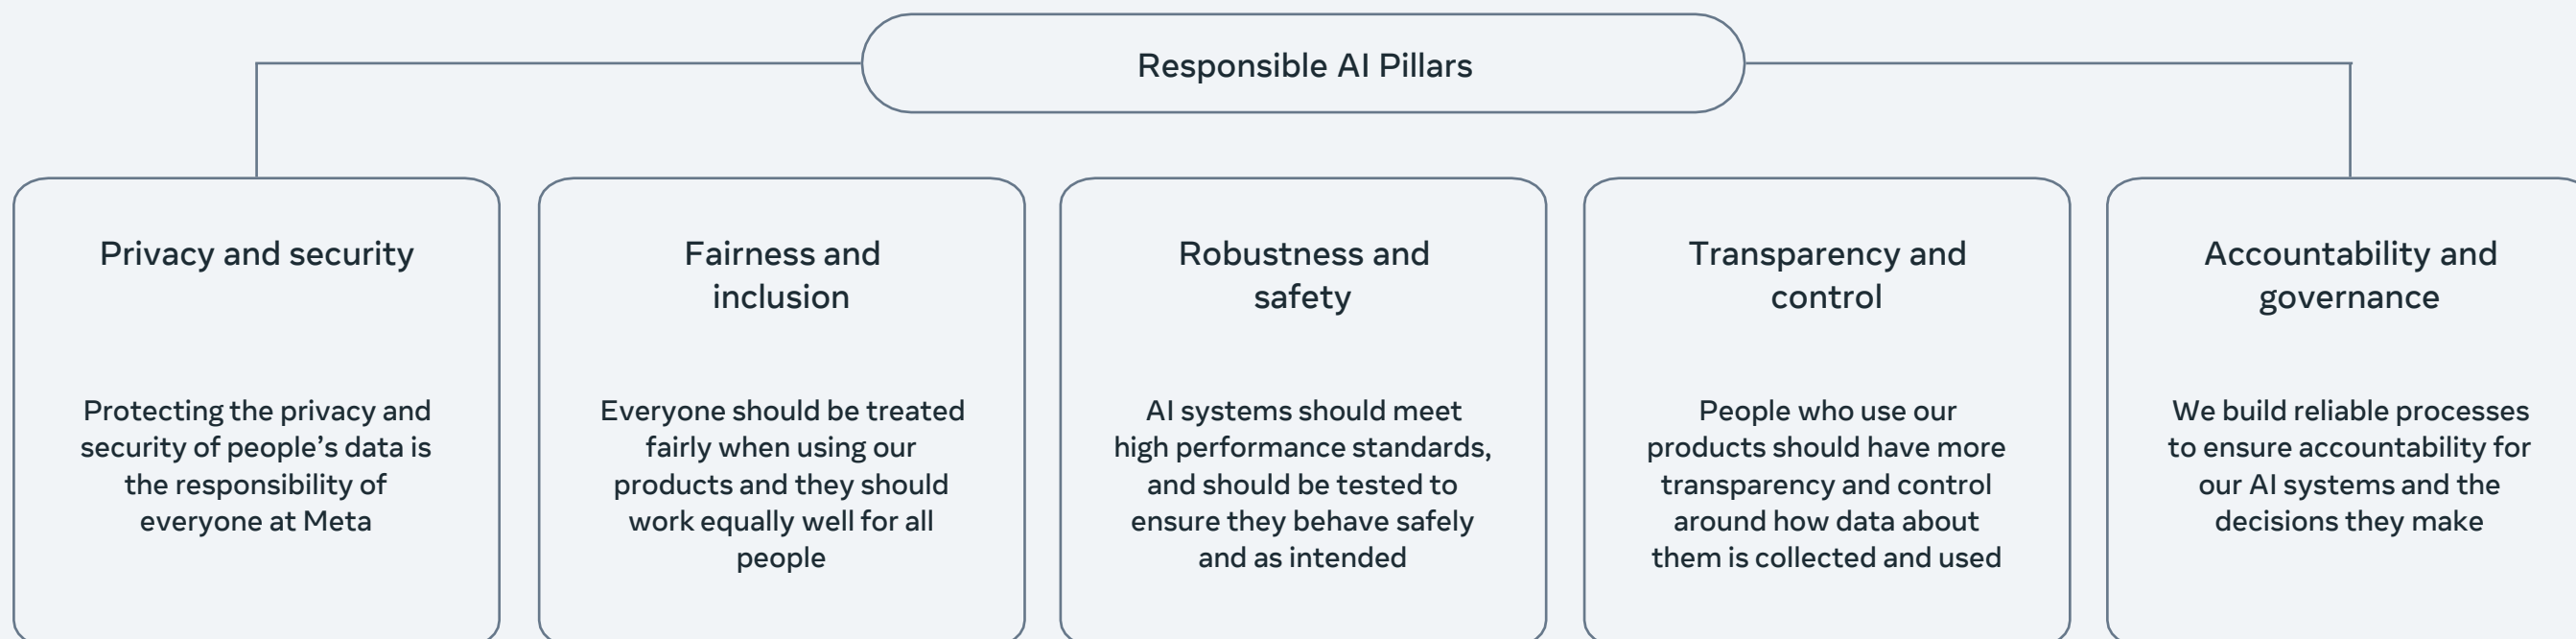 Responsible AI Pillars
Privacy and security
Protecting the privacy and
security of people’s data is
the responsibility of
everyone at Meta
Fairness and
inclusion
Everyone should be treated
fairly when using our
products and they should
work equally well for all
people
Robustness and
safety
AI systems should meet
high performance standards,
and should be tested to
ensure they behave safely
and as intended
Transparency and
control
People who use our
products should have more
transparency and control
around how data about
them is collected and used
Accountability and
governance
We build reliable processes
to ensure accountability for
our AI systems and the
decisions they make